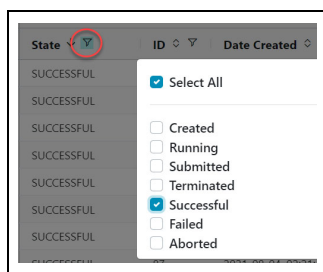 State ID Date Created
SUCCESSFUL
Select All
SUCCESSFUL
SUCCESSFUL
Created
SUCCESSFUL
Running
Submitted
SUCCESSFUL
Terminated
SUCCESSFUL
Successful
Failed
SUCCESSFUL
Aborted